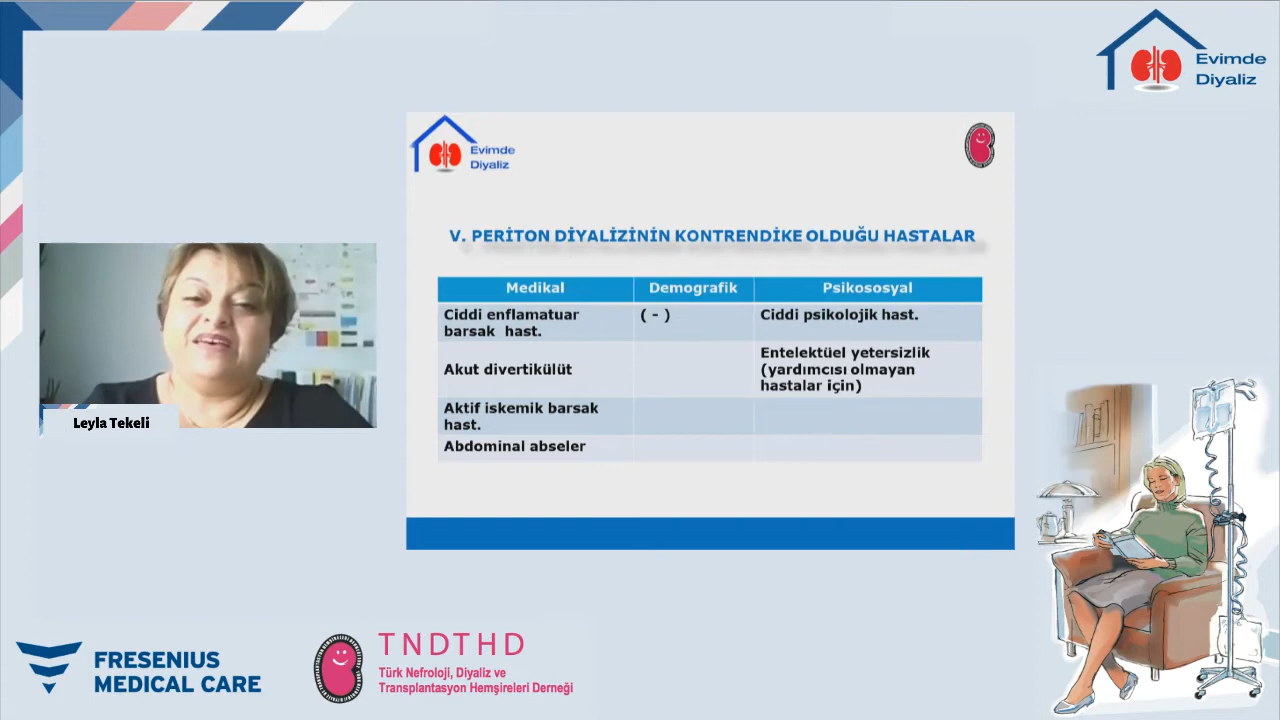 Evimde
Diyaliz
Evimde
Diyaliz
V. PERİTON DİYALİZİNİN KONTRENDİKE OLDUĞU HASTALAR
Medikal Demografik Psikososyal
Ciddi enflamatuar
barsak hast.
( - )
Ciddi psikolojik hast.
Akut divertikülüt
Entelektüel yetersizlik
(yardımcısı olmayan
hastalar için)
Aktif iskemik barsak
hast.
Abdominal abseler
Leyla Tekeli
FRESENIUS
MEDICAL CARE
TNDTHD
Türk Nefroloji, Diyaliz ve
Transplantasyon Hemşireleri Derneği